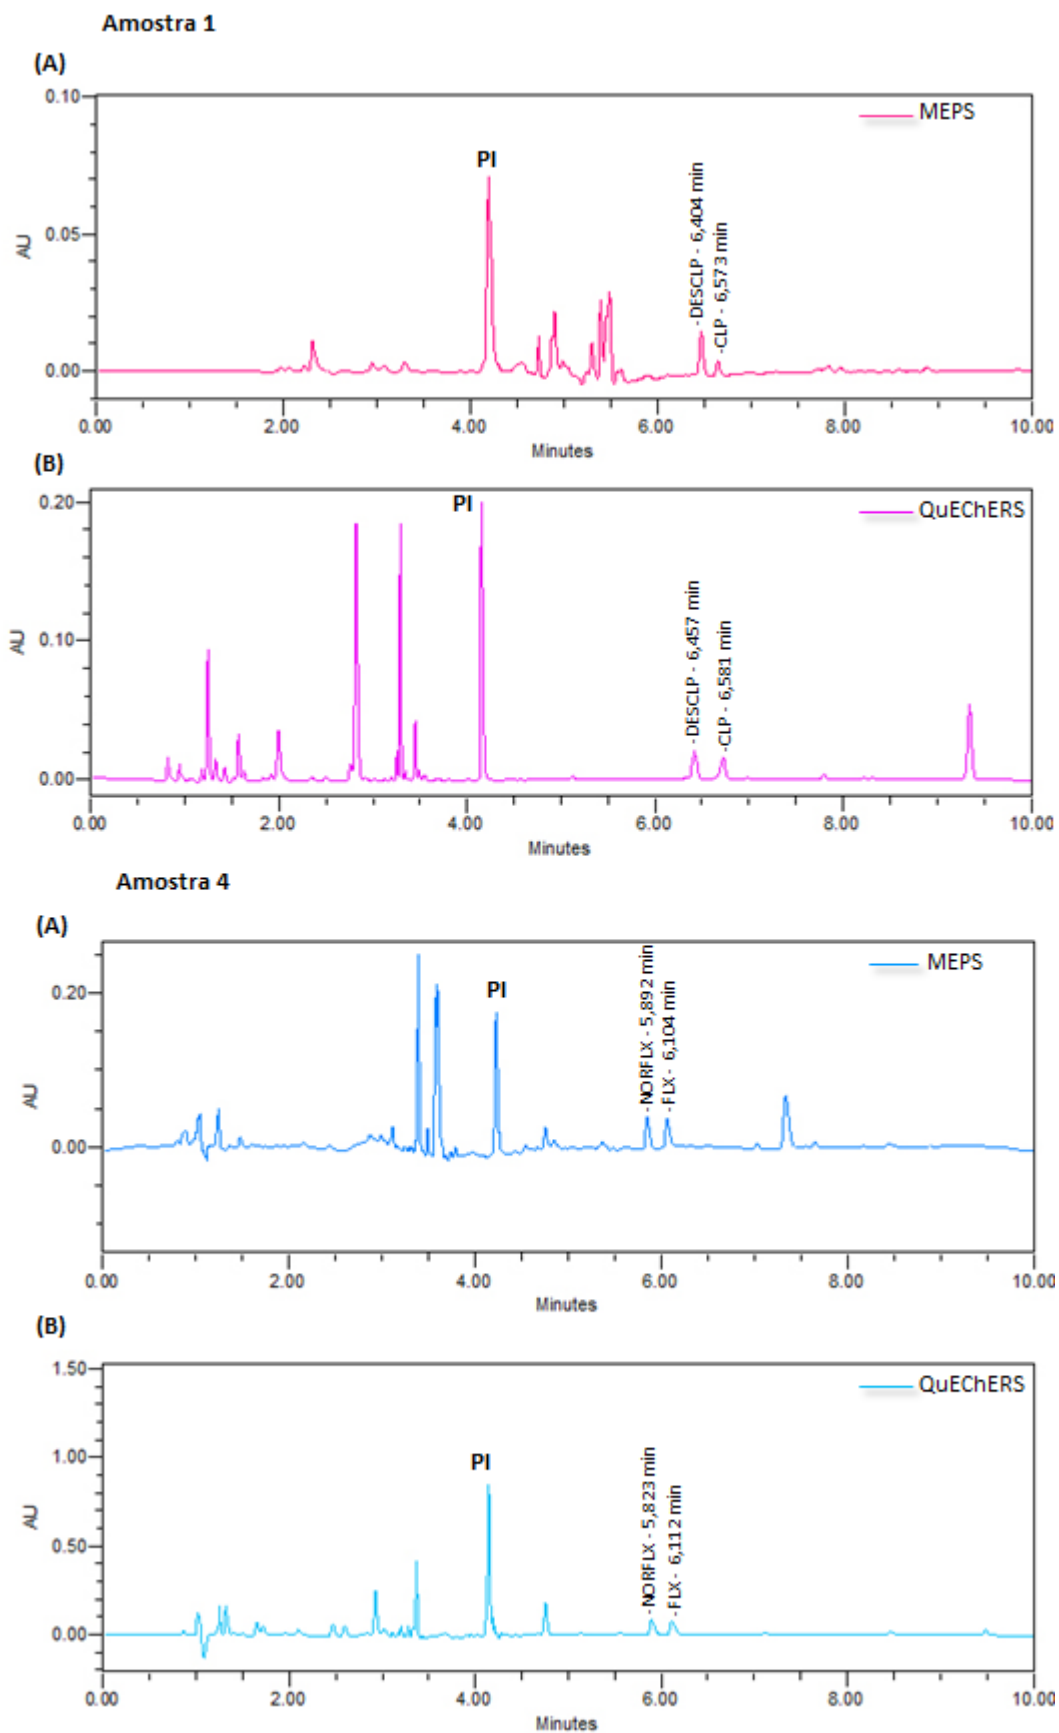 Amostra 1
(A)
0.10
MEPS
PI
DESCLP - 6,404 min
CLP - 6,573 min
AU
0.05
0.00
0.00 2.00 4.00 6.00 8.00 10.00
Minutes
(B)
0.20
PI
QuEChERS
DESCLP - 6,457 min
CLP - 6,581 min
AU
0.10
0.00
0.00 2.00 4.00 6.00 8.00 10.00
Minutes
Amostra 4
(A)
MEPS
0.20
PI
NORFLX - 5,892 min
FLX - 6,104 min
AU
0.00
0.00 2.00 4.00 6.00 8.00 10.00
Minutes
(B)
1.50
QuEChERS
1.00
PI
NORFLX - 5,823 min
FLX - 6,112 min
AU
0.50
0.00
0.00 2.00 4.00 6.00 8.00 10.00
Minutes